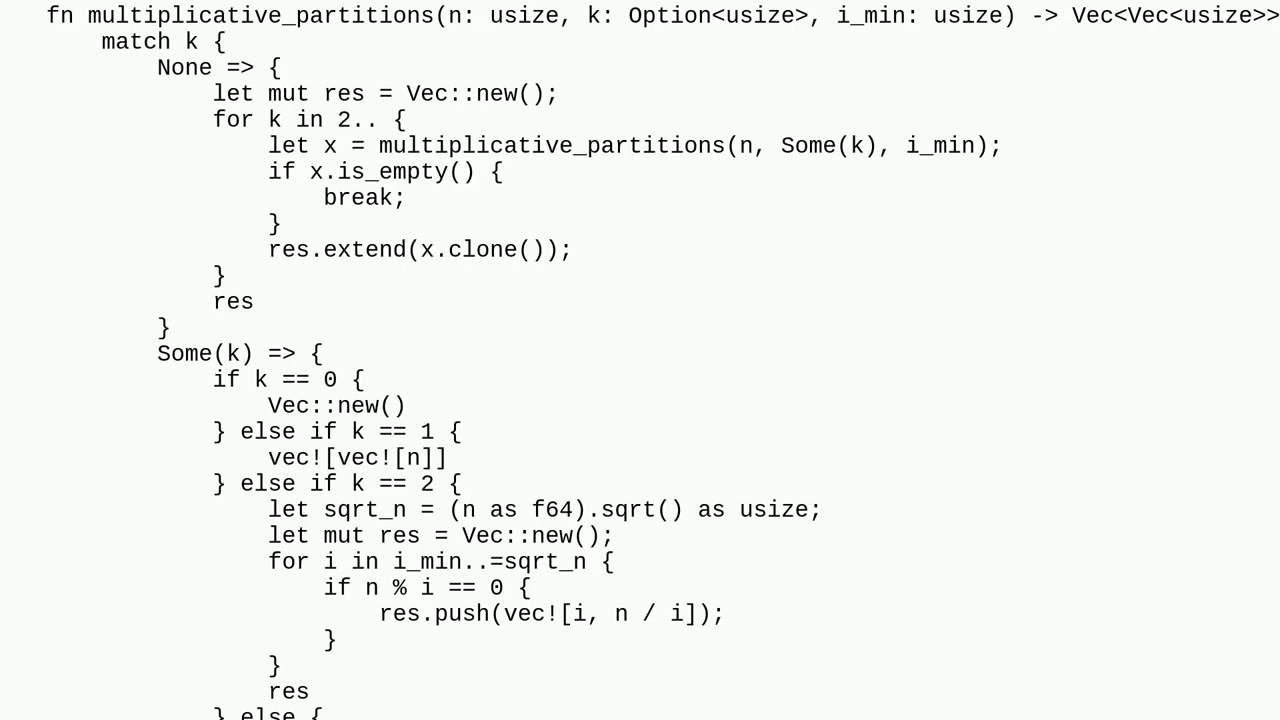 fn multiplicative_partitions(n: usize, k: Option<usize>, i_min: usize) -> Vec<Vec<usize>>
    match k {
        None => {
            let mut res = Vec::new();
            for k in 2.. {
                let x = multiplicative_partitions(n, Some(k), i_min);
                if x.is_empty() {
                    break;
                }
                res.extend(x.clone());
            }
            res
        }
        Some(k) => {
            if k == 0 {
                Vec::new()
            } else if k == 1 {
                vec![vec![n]]
            } else if k == 2 {
                let sqrt_n = (n as f64).sqrt() as usize;
                let mut res = Vec::new();
                for i in i_min..=sqrt_n {
                    if n % i == 0 {
                        res.push(vec![i, n / i]);
                    }
                }
                res
            } else {